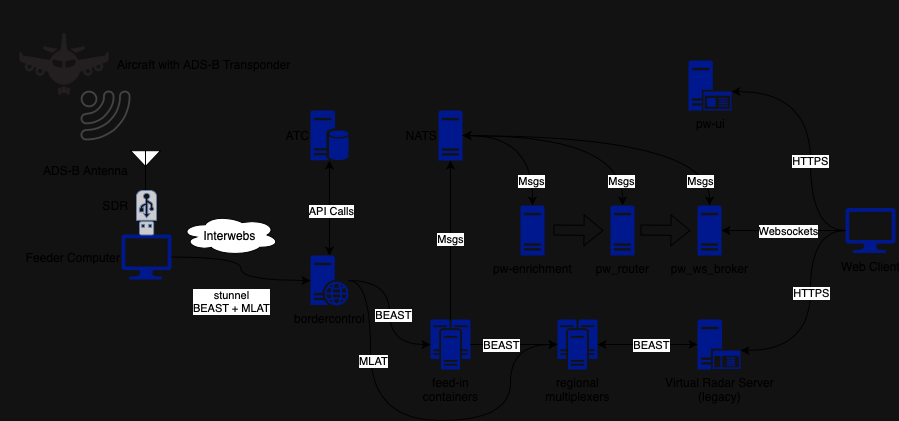 Aircraft with ADS-B Transponder
pw-ui
ATC
NATS
HTTPS
ADS-B Antenna
Msgs
Msgs
Msgs
SDR
API Calls
Interwebs
Msgs
Websockets
Feeder Computer
pw-enrichment
pw_router
pw_ws_broker
Web Client
stunnel
BEAST + MLAT
HTTPS
bordercontrol
BEAST
BEAST
BEAST
MLAT
feed-in
containers
regional
multiplexers
Virtual Radar Server
(legacy)